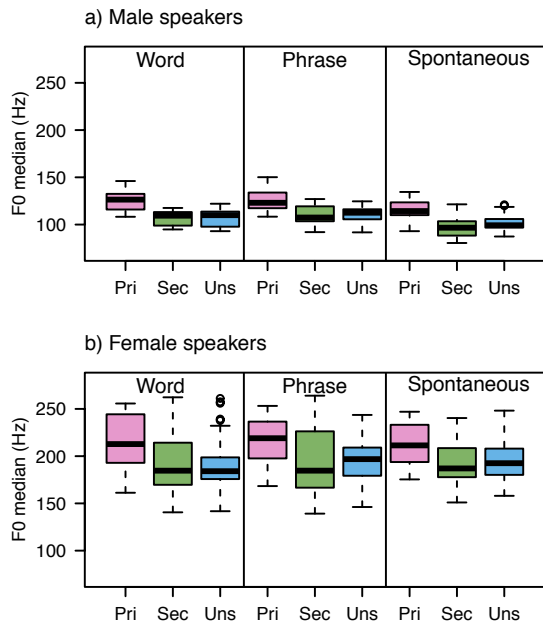 a) Male speakers
Word Phrase Spontaneous
F0 median (Hz)
250
200
150
100
Pri Sec Uns Pri Sec Uns Pri Sec Uns
b) Female speakers
Word Phrase Spontaneous
F0 median (Hz)
250
200
150
100
Pri Sec Uns Pri Sec Uns Pri Sec Uns